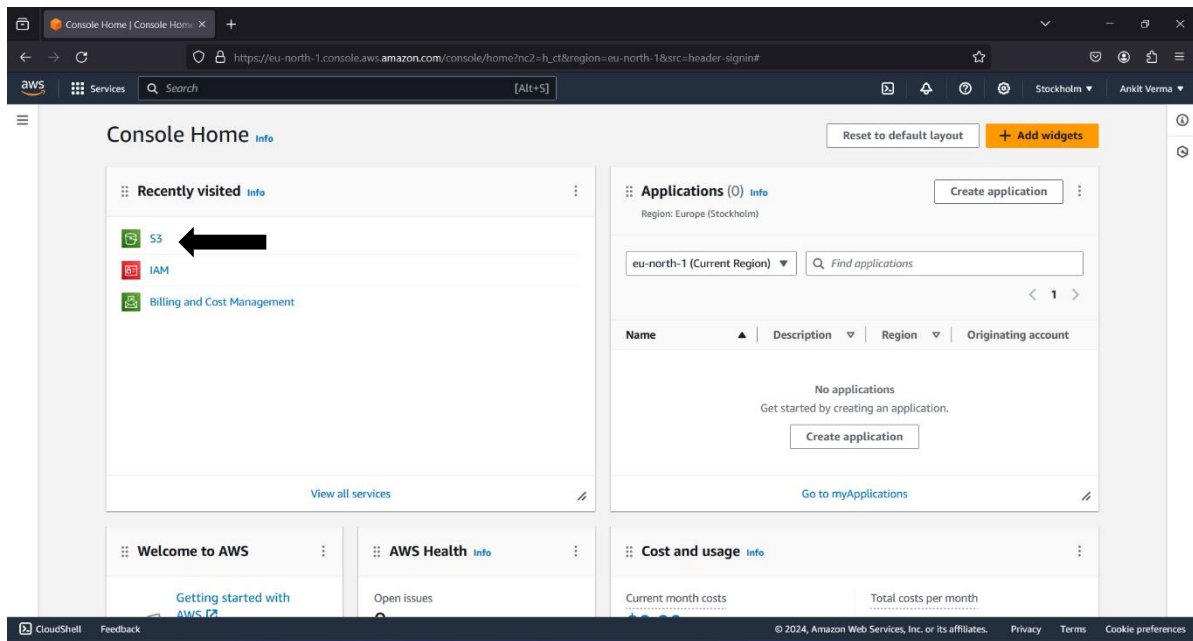 Console Home | Console Home
https://eu-north-1.console.aws.amazon.com/console/home?nc2=h_ct&region=eu-north-1&src=header-signin#
aws
Services
Search
[Alt+S]
Stockholm
Ankit Verma
Console Home Info
Reset to default layout
+ Add widgets
Recently visited Info
S3
IAM
Billing and Cost Management
View all services
Applications (0) Info
Region: Europe (Stockholm)
Create application
eu-north-1 (Current Region)
Find applications
1
Name Description Region Originating account
No applications
Get started by creating an application.
Create application
Go to myApplications
Welcome to AWS
Getting started with
AWS
AWS Health Info
Open issues
Cost and usage Info
Current month costs
Total costs per month
CloudShell Feedback
© 2024, Amazon Web Services, Inc. or its affiliates. Privacy Terms Cookie preferences